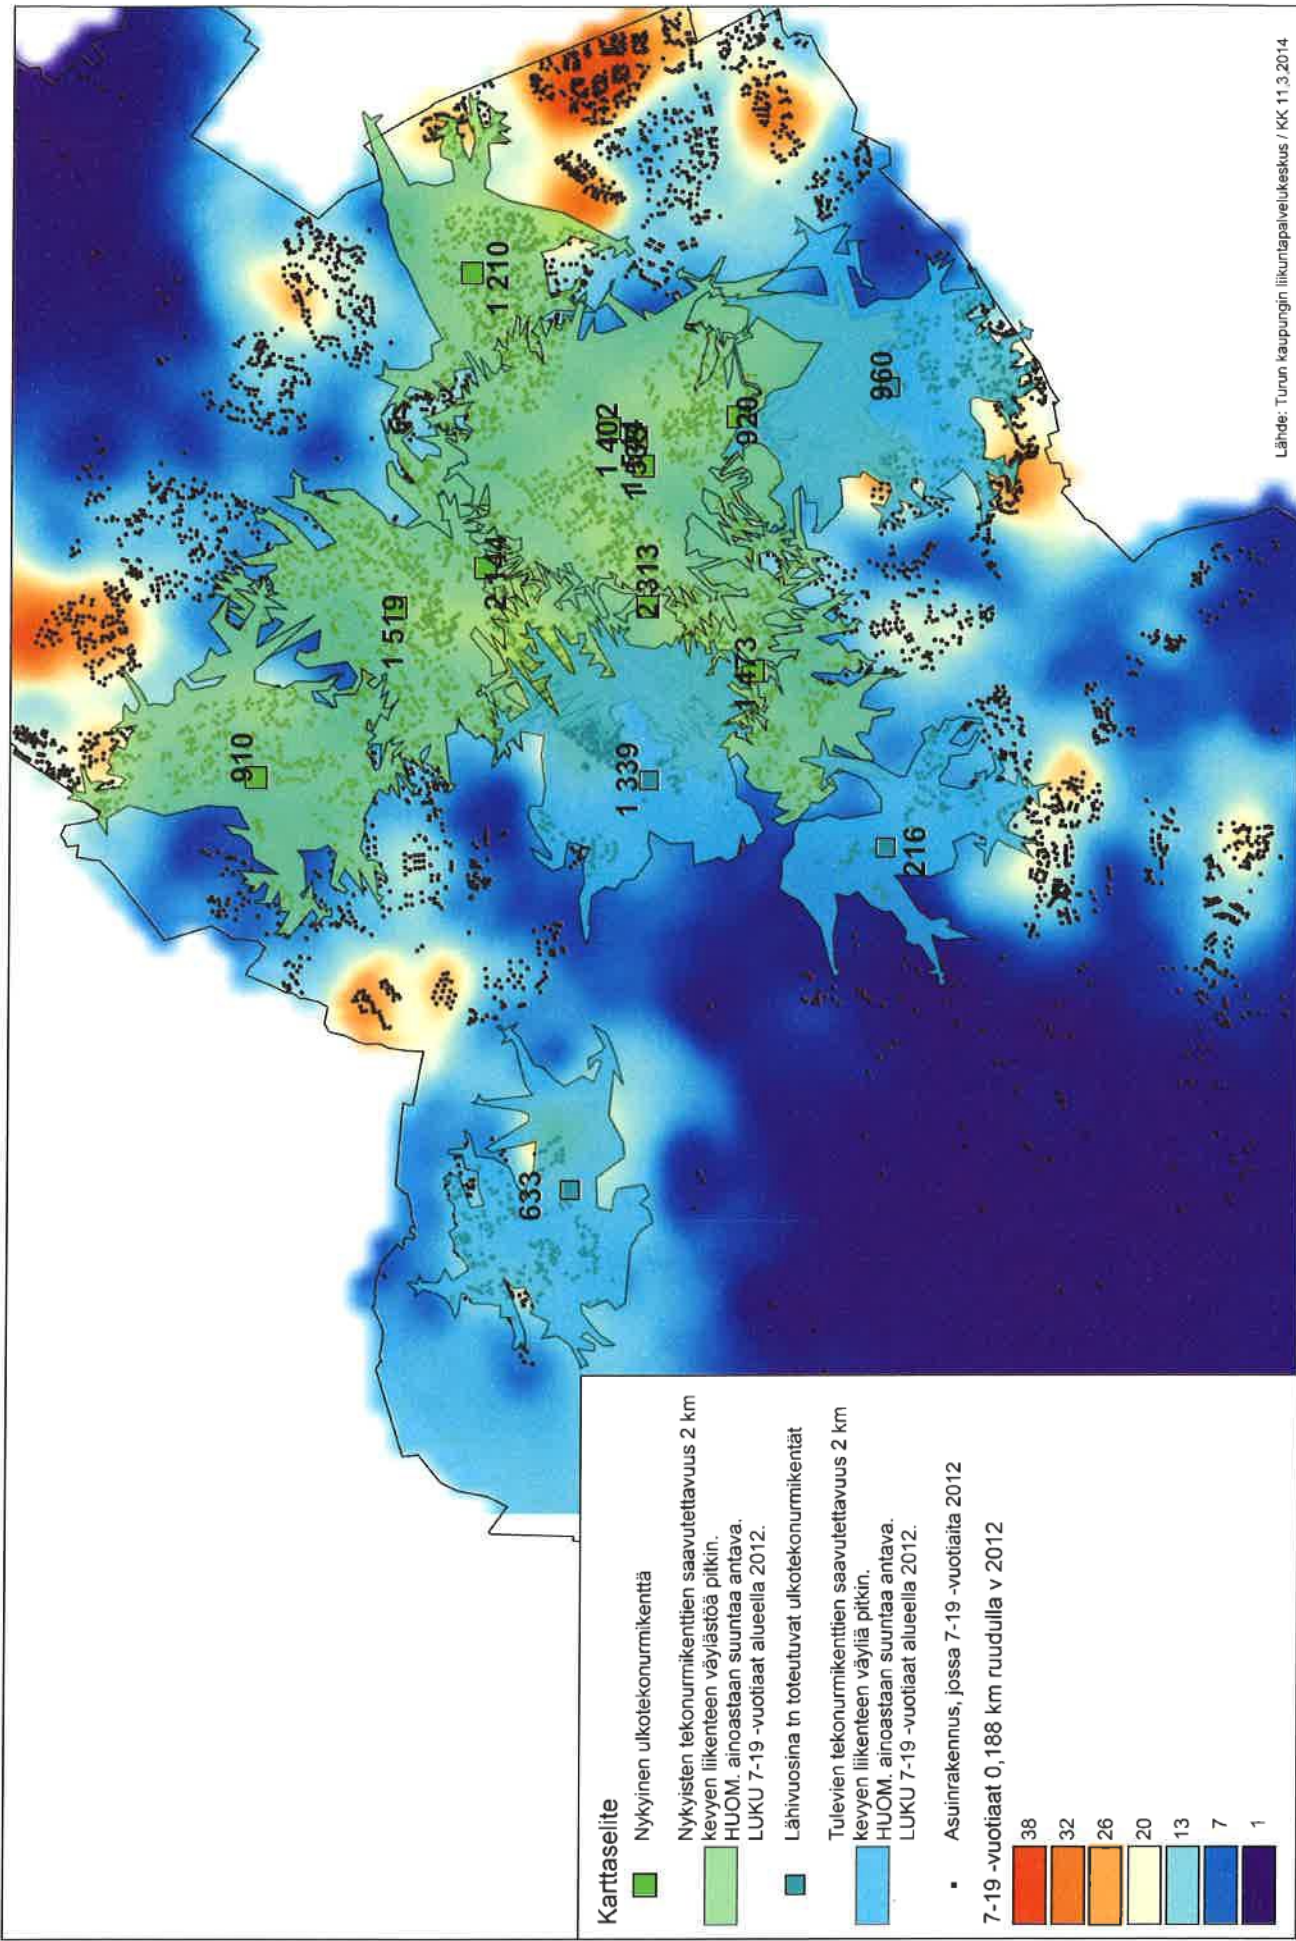 1 210
1 402
960
920
2 144
1 519
2 313
1 473
910
1 339
216
633
Karttaselite
Nykyinen ulkotekonurmikenttä
Nykyisten tekonurmikenttien saavutettavuus 2 km
kevyen liikenteen väylästöä pitkin.
HUOM. ainoastaan suuntaa antava.
LUKU 7-19 -vuotiaat alueella 2012.
Lähivuosina tn toteutuvat ulkotekonurmikentät
Tulevien tekonurmikenttien saavutettavuus 2 km
kevyen liikenteen väyliä pitkin.
HUOM. ainoastaan suuntaa antava.
LUKU 7-19 -vuotiaat alueella 2012.
Asuinrakennus, jossa 7-19 -vuotiaita 2012
7-19 -vuotiaat 0,188 km ruudulla v 2012
38
32
26
20
13
7
1
Lähde: Turun kaupungin liikuntapalvelukeskus / KK 11.3.2014